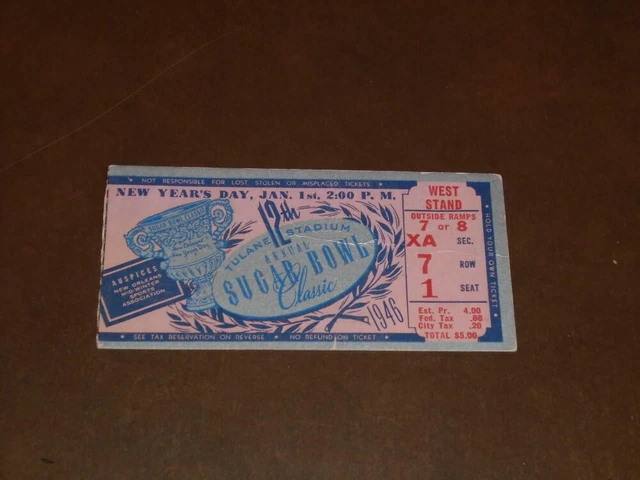 NOT RESPONSIBLE FOR LOST STOLEN OR MISPLACED TICKETS
NEW YEAR'S DAY, JAN. 1st, 2:00 P. M.
12th
TULANE STADIUM
ANNUAL
SUGAR BOWL
Classic
1946
AUSPICES
NEW ORLEANS
MID-WINTER
SPORTS
ASSOCIATION
SEE TAX REVERSATION ON REVERSE
NO REFUND ON TICKET
WEST
STAND
OUTSIDE RAMPS
7 OR 8
XA SEC.
7 ROW
1 SEAT
Est. Pr. 4.00
Fed. Tax
City Tax .20
TOTAL $5.00
HOLD YOUR OWN TICKET